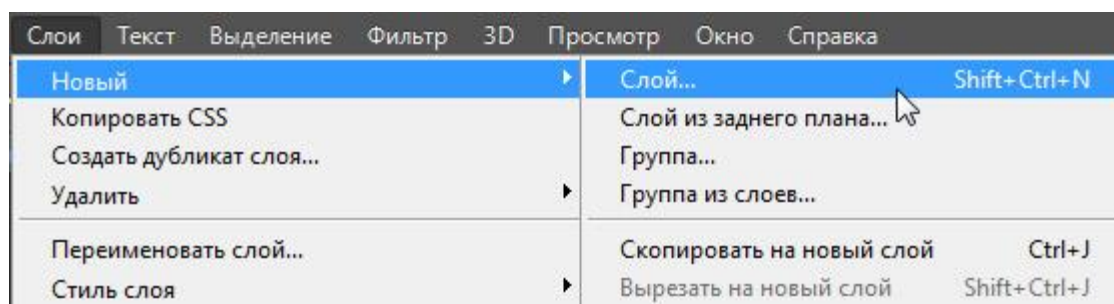 Слои Текст Выделение Фильтр 3D Просмотр Окно Справка
Новый
Копировать CSS
Создать дубликат слоя...
Удалить
Переименовать слой...
Стиль слоя
Слой... Shift+Ctrl+N
Слой из заднего плана...
Группа...
Группа из слоев...
Скопировать на новый слой Ctrl+J
Вырезать на новый слой Shift+Ctrl+J